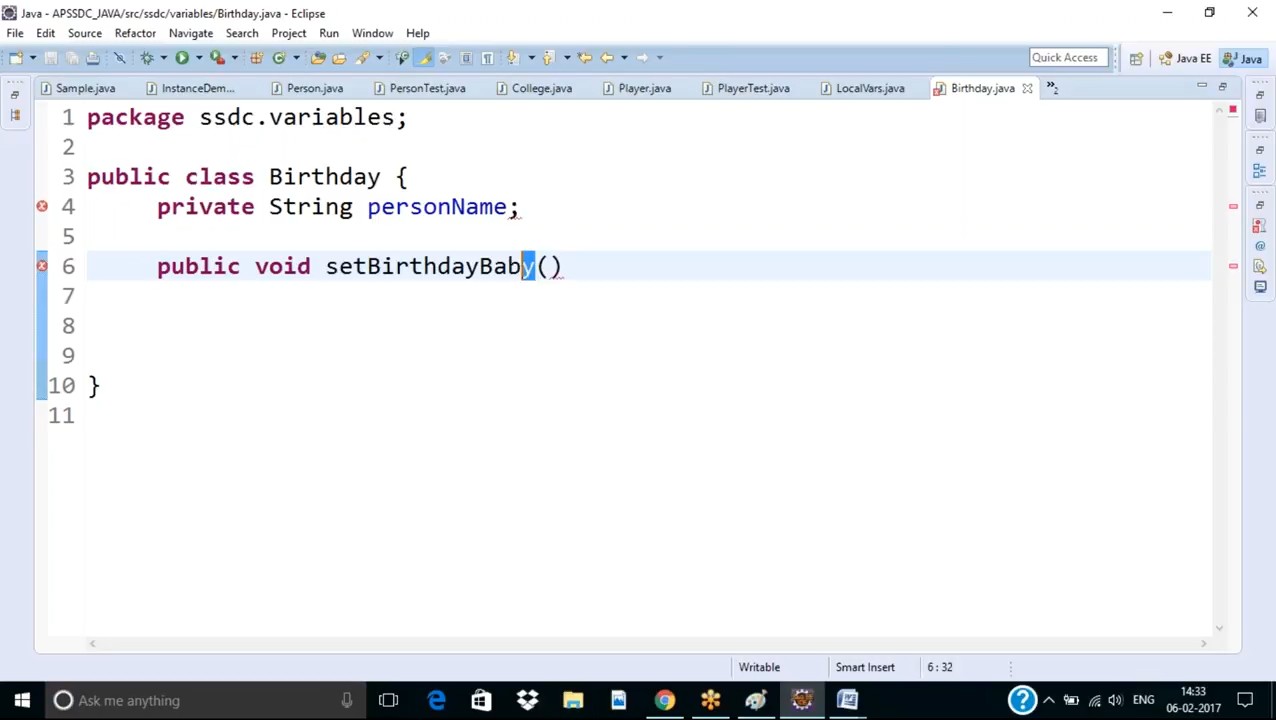 Java - APSSDC_JAVA/src/ssdc/variables/Birthday.java - Eclipse
File Edit Source Refactor Navigate Search Project Run Window Help
Quick Access Java EE Java
Sample.java InstanceDem... Person.java PersonTest.java College.java Player.java PlayerTest.java LocalVars.java Birthday.java »2
1 package ssdc.variables;
2
3 public class Birthday {
4 private String personName;
5
6 public void setBirthdayBaby()
7
8
9
10 }
11
Writable Smart Insert 6 : 32
Ask me anything ENG 14:33
06-02-2017